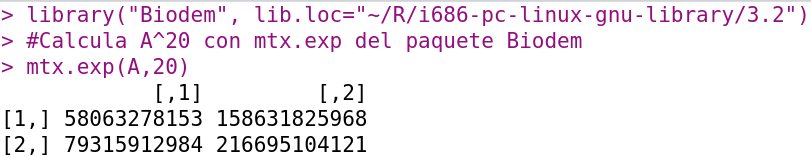 > library("Biodem", lib.loc="~/R/i686-pc-linux-gnu-library/3.2")
> #Calcula A^20 con mtx.exp del paquete Biodem
> mtx.exp(A,20)
            [,1]         [,2]
[1,] 58063278153 158631825968
[2,] 79315912984 216695104121